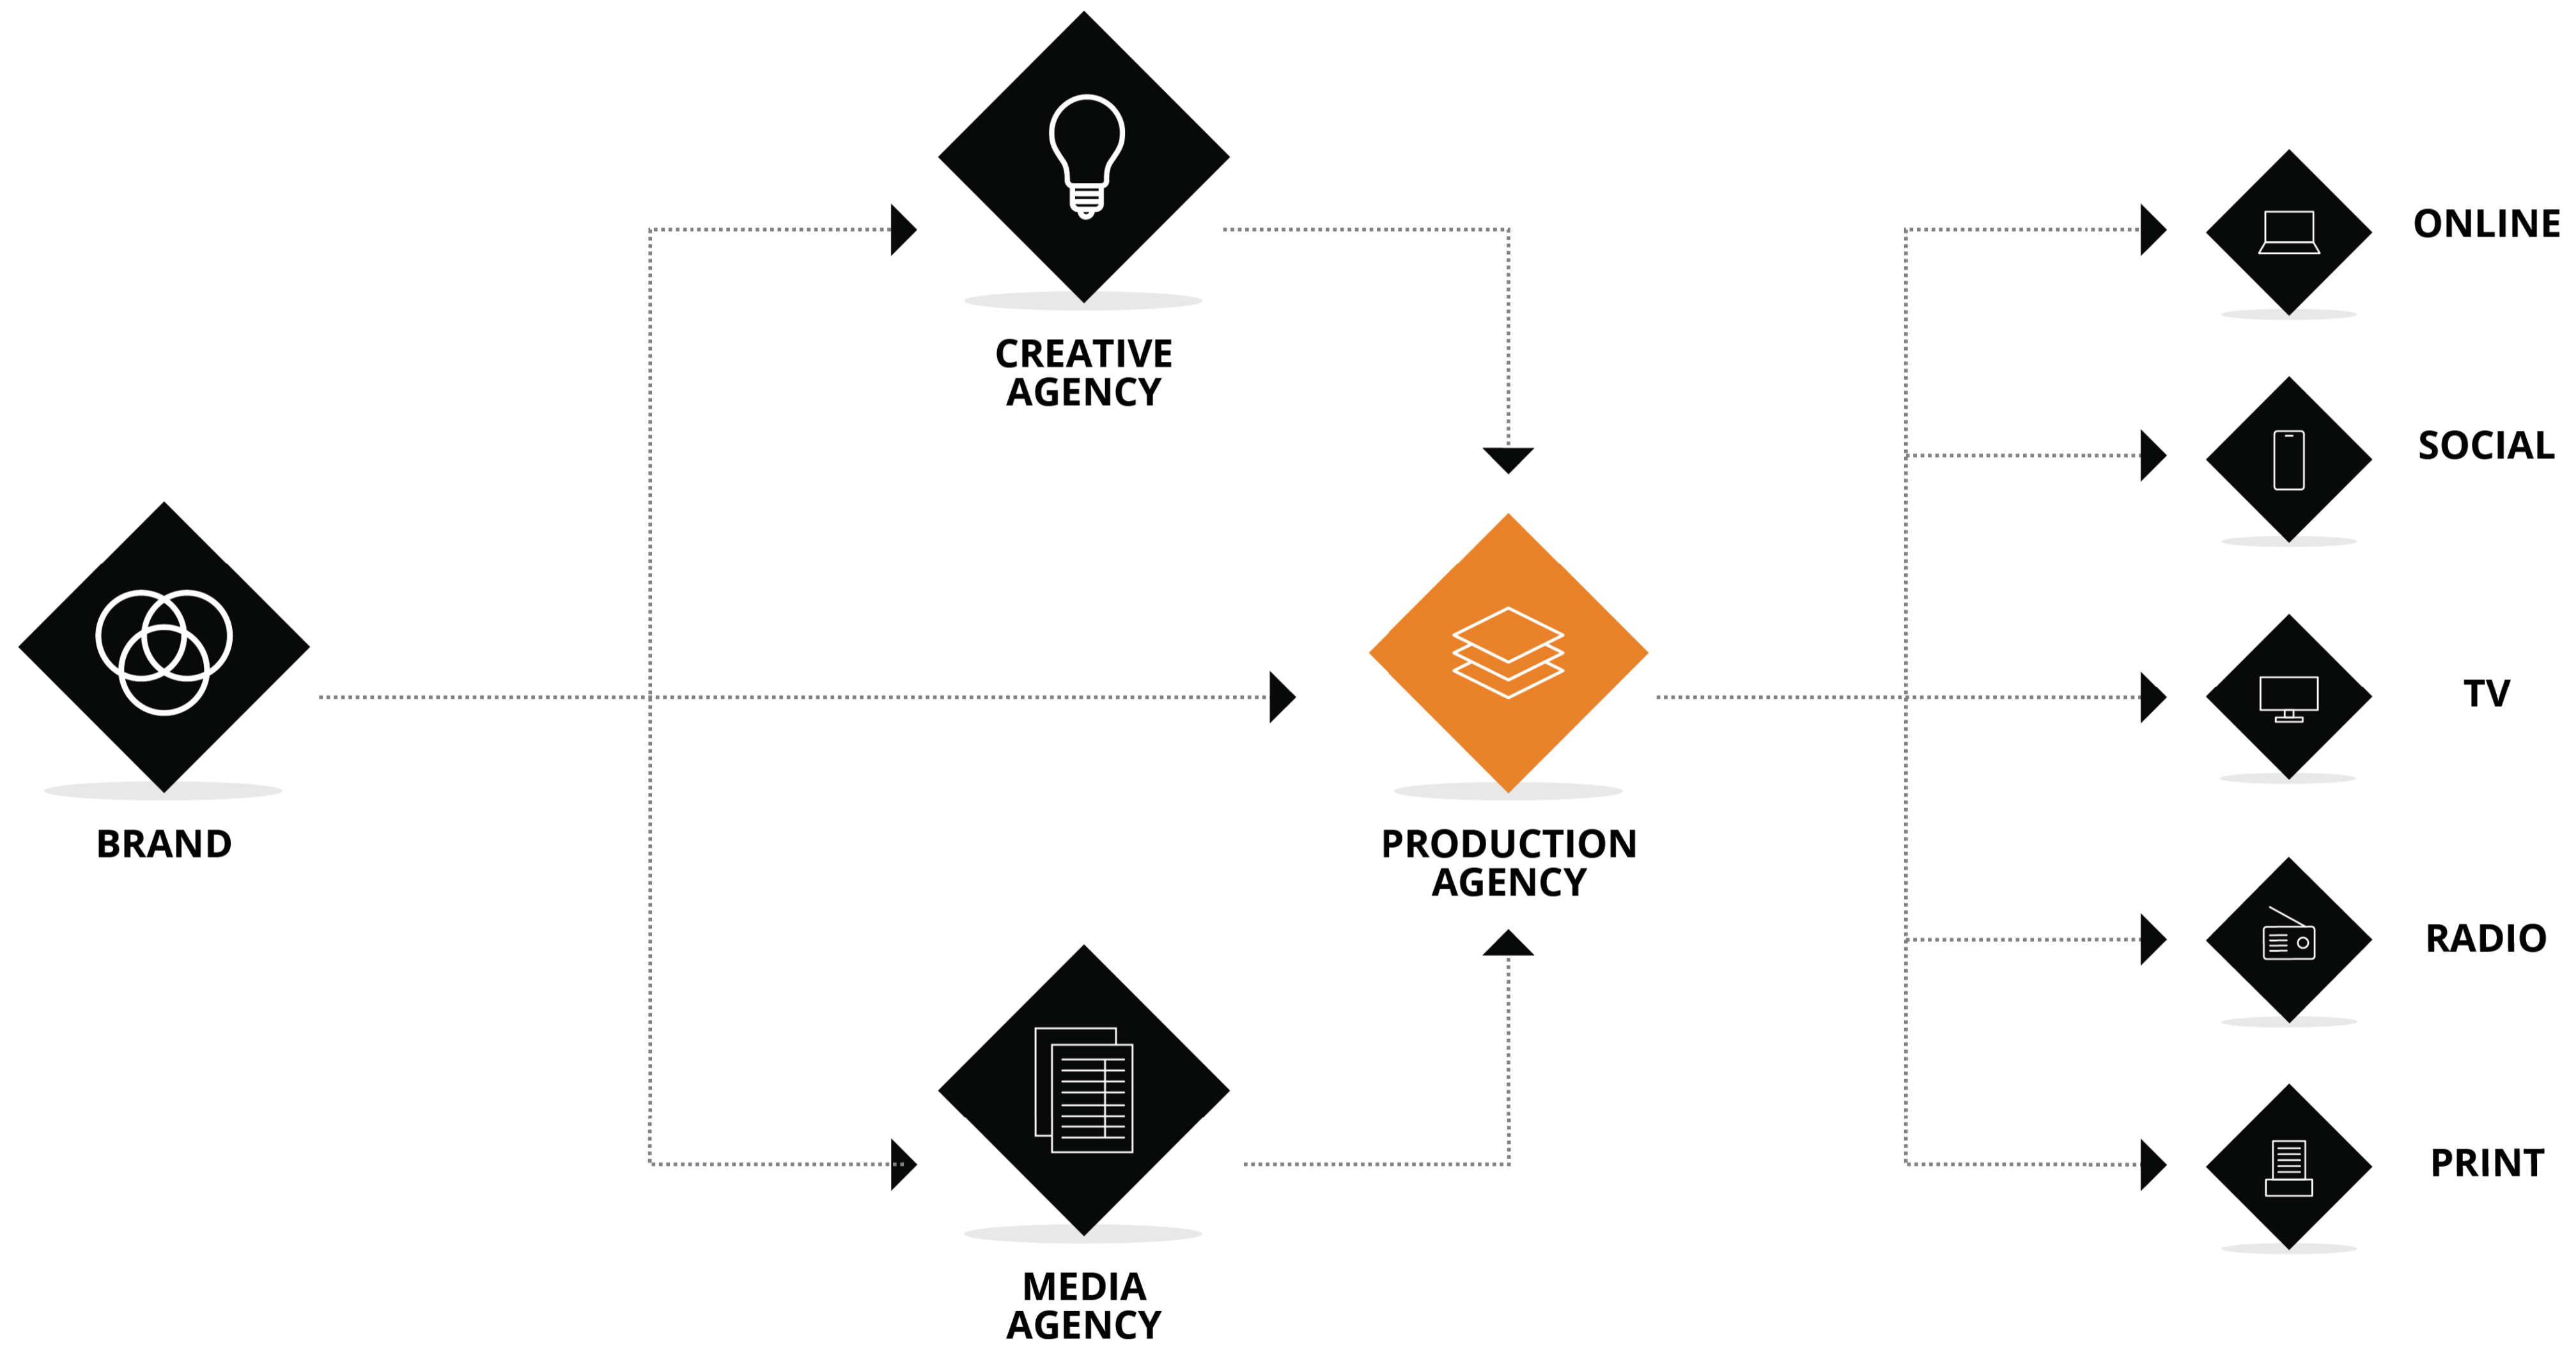 CREATIVE
AGENCY
BRAND
PRODUCTION
AGENCY
MEDIA
AGENCY
ONLINE
SOCIAL
TV
RADIO
PRINT